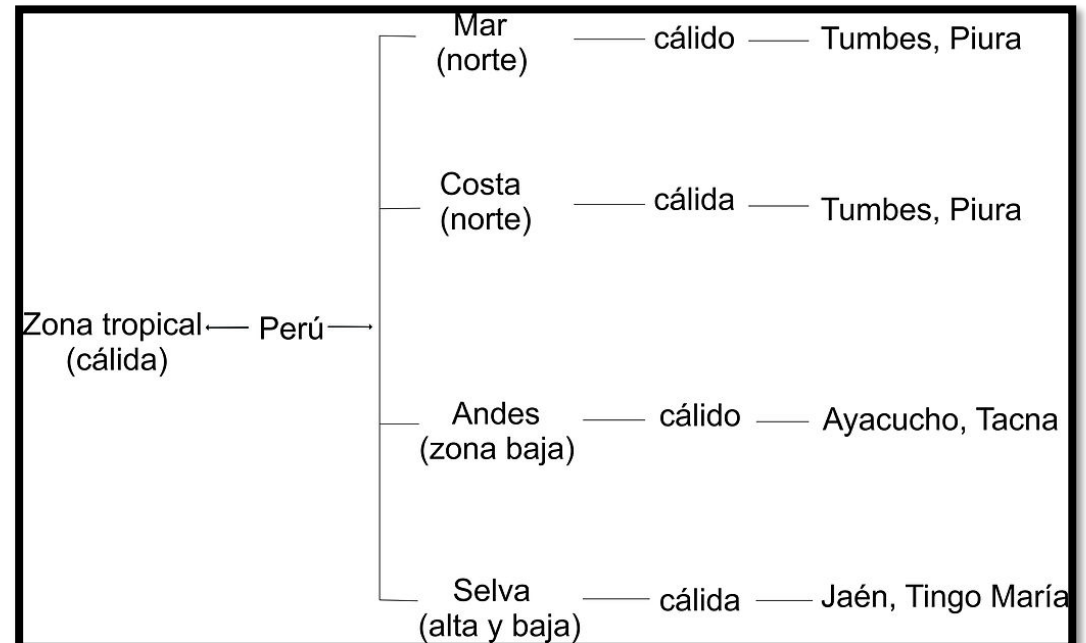 Mar
(norte)
cálido
Tumbes, Piura
Costa
(norte)
cálida
Tumbes, Piura
Zona tropical
(cálida)
Perú
Andes
(zona baja)
cálido
Ayacucho, Tacna
Selva
(alta y baja)
cálida
Jaén, Tingo María